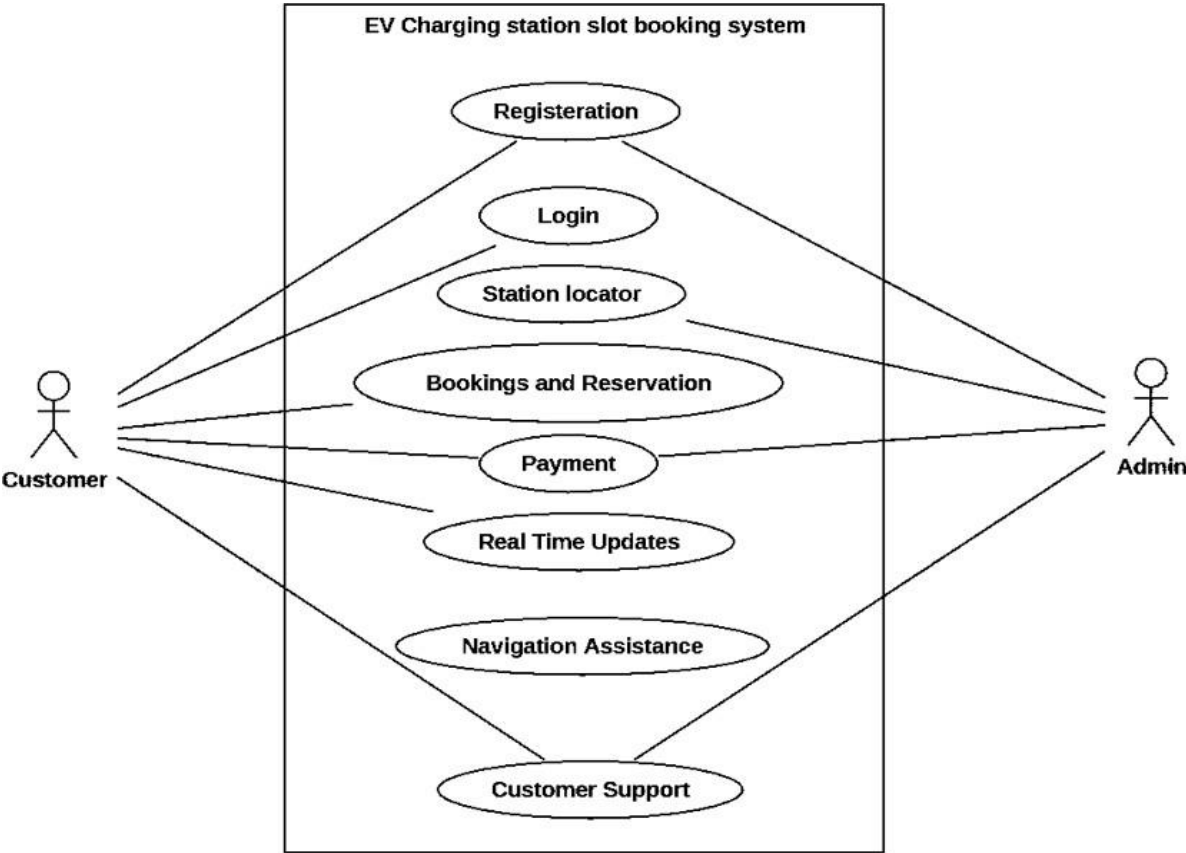 EV Charging station slot booking system
Registeration
Login
Station locator
Bookings and Reservation
Payment
Customer
Admin
Real Time Updates
Navigation Assistance
Customer Support